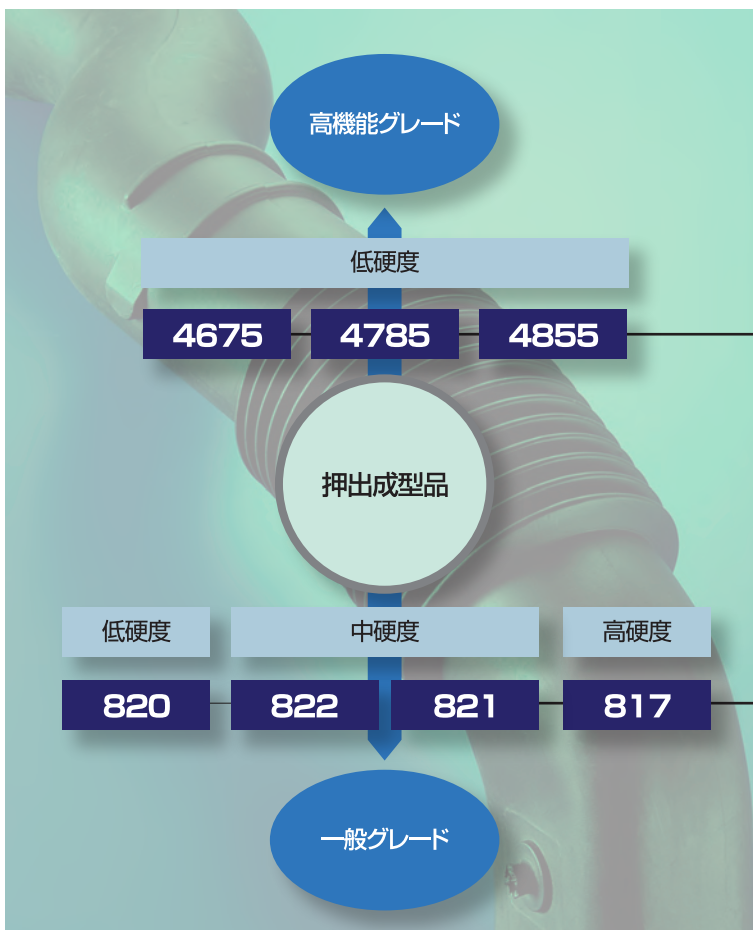 高機能グレード
低硬度
4675 4785 4855
押出成型品
低硬度 中硬度 高硬度
820 822 821 817
一般グレード